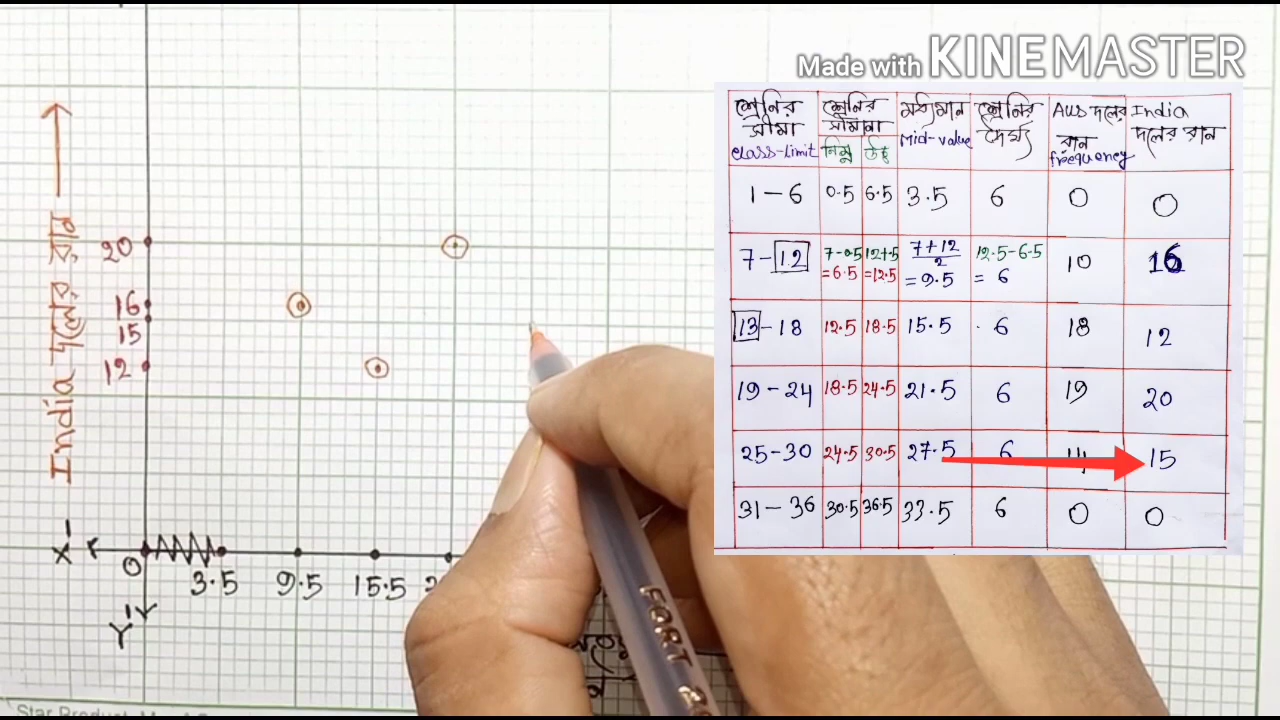 Made with KINEMASTER
শ্রেনির সীমা class-limit
শ্রেনির সীমানা
নিম্ন উচ্চ
মধ্যমান Mid-value
শ্রেনির দৈর্ঘ্য
Aus দলের রান frequency
India দলের রান
1-6 0.5 6.5 3.5 6 0 0
7-12 7-0.5 =6.5 12+.5 =12.5 7+12/2 =9.5 12.5-6.5 = 6 10 16
13-18 12.5 18.5 15.5 6 18 12
19-24 18.5 24.5 21.5 6 19 20
25-30 24.5 30.5 27.5 6 14 15
31-36 30.5 36.5 33.5 6 0 0
India দলের রান
20
16
15
12
X'
O
3.5 9.5 15.5
Y'
FORT